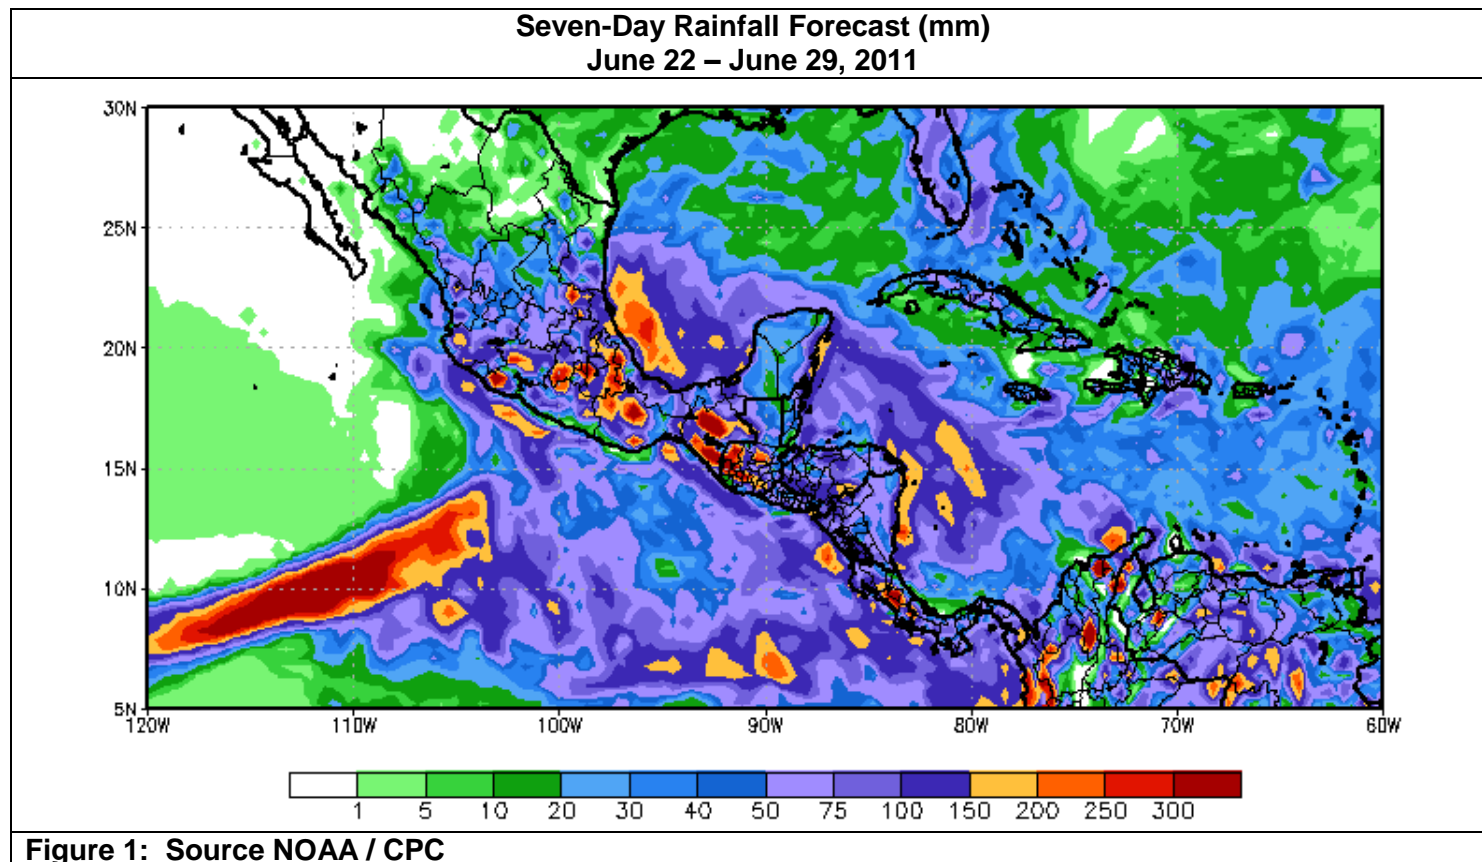 Seven-Day Rainfall Forecast (mm)
June 22 – June 29, 2011
30N
25N
20N
15N
10N
5N
120W 110W 100W 90W 80W 70W 60W
1 5 10 20 30 40 50 75 100 150 200 250 300
Figure 1: Source NOAA / CPC